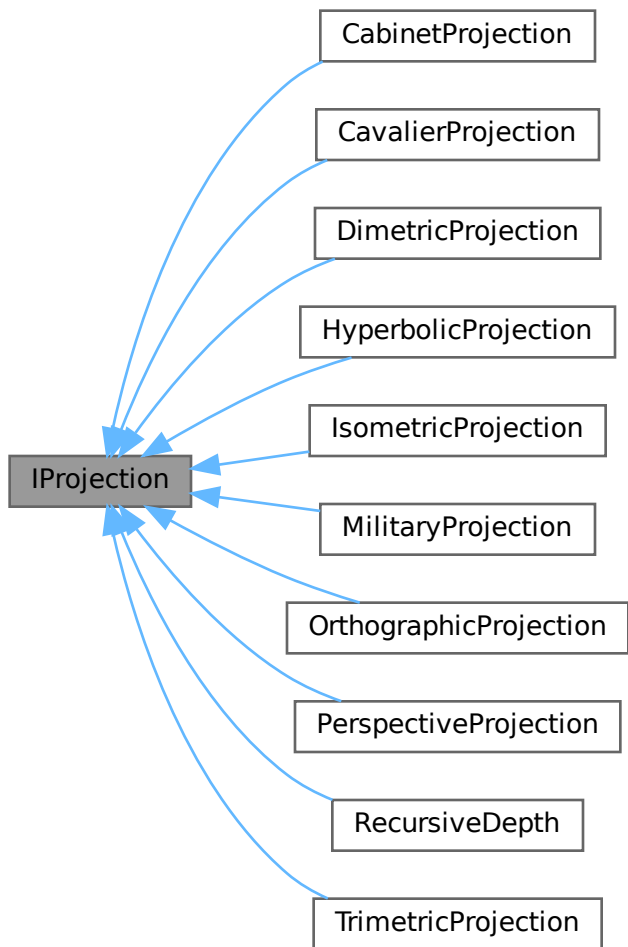 CabinetProjection
CavalierProjection
DimetricProjection
HyperbolicProjection
IsometricProjection
IProjection
MilitaryProjection
OrthographicProjection
PerspectiveProjection
RecursiveDepth
TrimetricProjection